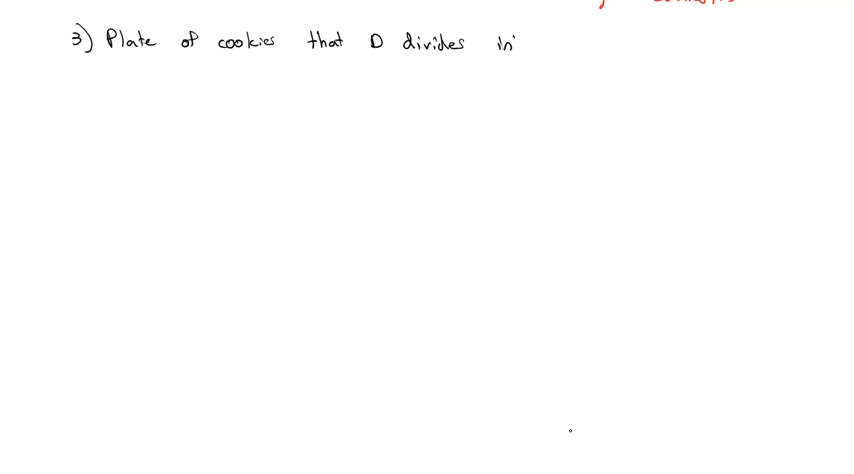 3) Plate of cookies that D divides in